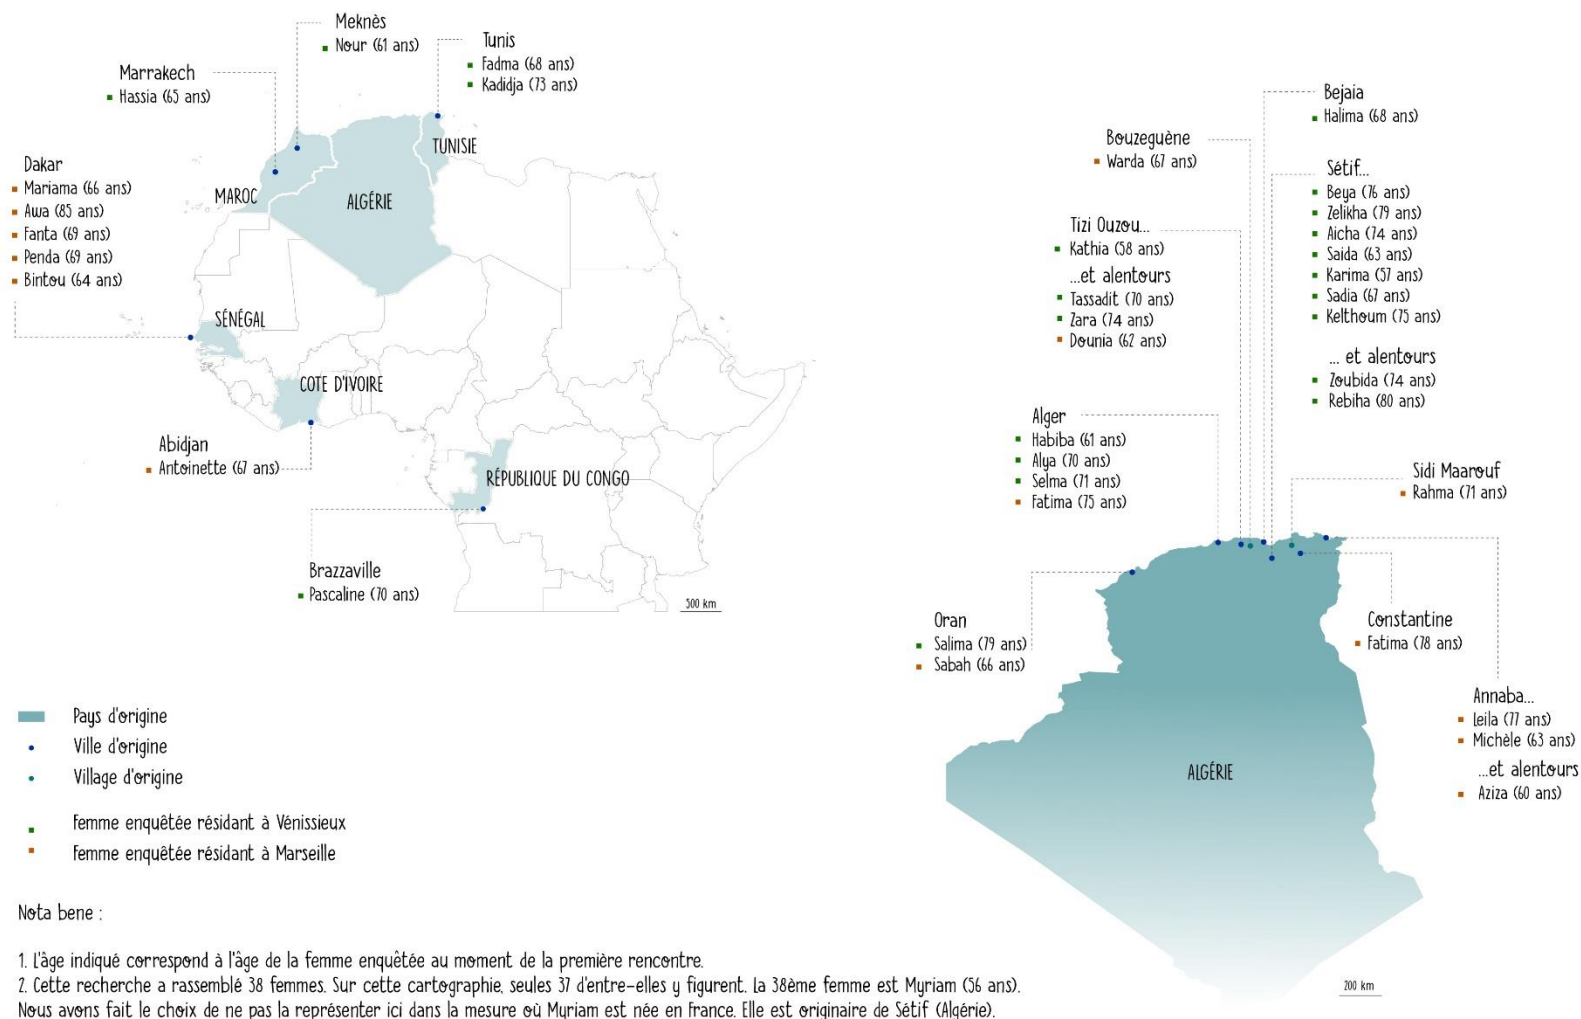 Meknès
Nour (61 ans)
Tunis
Fadma (68 ans)
Kadidja (73 ans)
Marrakech
Hassia (65 ans)
Dakar
Mariama (66 ans)
Awa (85 ans)
Fanta (69 ans)
Penda (69 ans)
Bintou (64 ans)
MAROC
ALGÉRIE
TUNISIE
SÉNÉGAL
COTE D'IVOIRE
Abidjan
Antoinette (67 ans)
RÉPUBLIQUE DU CONGO
Brazzaville
Pascaline (70 ans)
500 km
Bejaia
Halima (68 ans)
Bouzeguène
Warda (67 ans)
Sétif...
Beya (76 ans)
Zelikha (79 ans)
Aicha (74 ans)
Saida (63 ans)
Karima (57 ans)
Sadia (67 ans)
Kelthoum (75 ans)
... et alentours
Zoubida (74 ans)
Rebiha (80 ans)
Tizi Ouzou...
Kathia (58 ans)
...et alentours
Tassadit (70 ans)
Zara (74 ans)
Dounia (62 ans)
Alger
Habiba (61 ans)
Alya (70 ans)
Selma (71 ans)
Fatima (75 ans)
Sidi Maarouf
Rahma (71 ans)
Oran
Salima (79 ans)
Sabah (66 ans)
Constantine
Fatima (78 ans)
Annaba...
Leila (77 ans)
Michèle (63 ans)
...et alentours
Aziza (60 ans)
ALGÉRIE
200 km
Pays d'origine
Ville d'origine
Village d'origine
Femme enquêtée résidant à Vénissieux
Femme enquêtée résidant à Marseille
Nota bene :
1. L'âge indiqué correspond à l'âge de la femme enquêtée au moment de la première rencontre.
2. Cette recherche a rassemblé 38 femmes. Sur cette cartographie, seules 37 d'entre-elles y figurent. La 38ème femme est Myriam (56 ans).
Nous avons fait le choix de ne pas la représenter ici dans la mesure où Myriam est née en France. Elle est originaire de Sétif (Algérie).